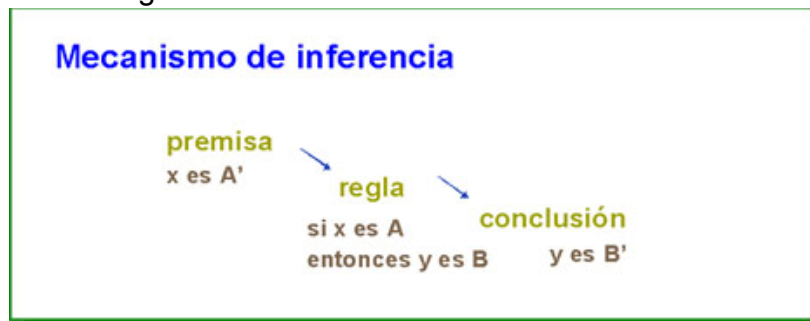 Mecanismo de inferencia
premisa
x es A’
regla
si x es A
entonces y es B
conclusión
y es B’